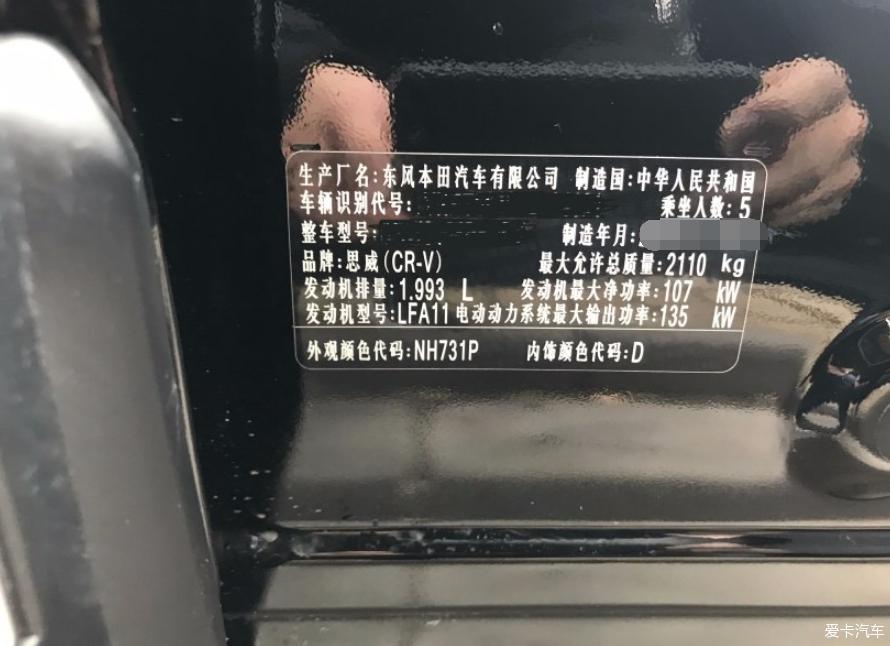 生产厂名:东风本田汽车有限公司 制造国:中华人民共和国
车辆识别代号: 乘坐人数:5
整车型号: 制造年月:
品牌:思威(CR-V) 最大允许总质量:2110 kg
发动机排量:1.993 L 发动机最大净功率:107 kW
发动机型号:LFA11 电动动力系统最大输出功率:135 kW
外观颜色代码:NH731P 内饰颜色代码:D
爱卡汽车